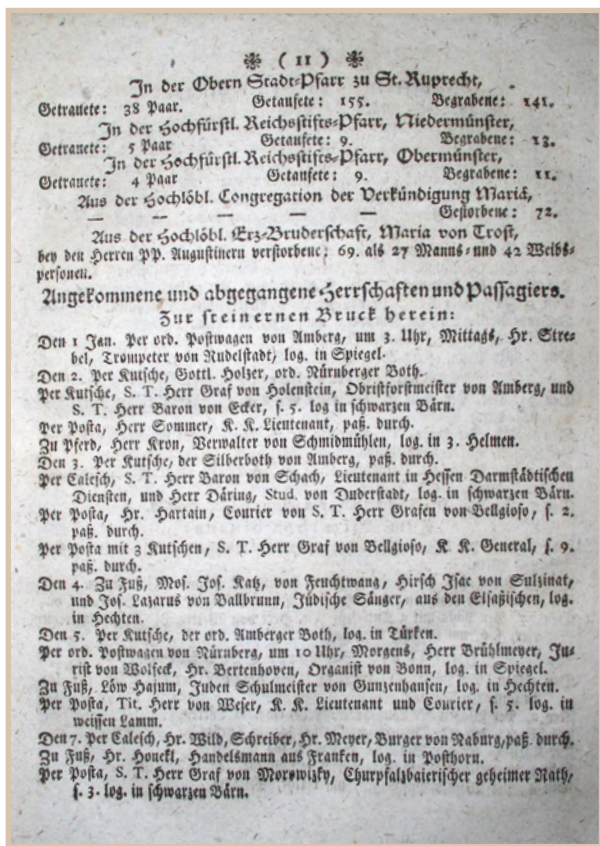 ( 11 )
In der Obern Stadt-Pfarr zu St. Ruprecht,
Getrauete: 38 Paar. Getaufete: 155. Begrabene: 141.
In der Hochfürstl. Reichsstifts-Pfarr, Niedermünster,
Getrauete: 5 Paar Getaufete: 9. Begrabene: 13.
In der Hochfürstl. Reichsstifts-Pfarr, Obermünster,
Getrauete: 4 Paar Getaufete: 9. Begrabene: 11.
Aus der Hochlöbl. Congregation der Verkündigung Mariä,
— — — — — Gestorbene: 72.
Aus der Hochlöbl. Erz-Bruderschaft, Maria von Trost,
bey den Herren PP. Augustinern verstorbene: 69. als 27 Manns- und 42 Weibs-
personen.
Angekommene und abgegangene Herrschaften und Passagiers.
Zur steinernen Bruck herein:
Den 1 Jan. Per ord. Postwagen von Amberg, um 3. Uhr, Mittags, Hr. Stre-
bel, Trompeter von Rudelstadt, log. in Spiegel.
Den 2. Per Kutsche, Gottl. Holzer, ord. Nürnberger Both.
Per Kutsche, S. T. Herr Graf von Holenstein, Obristforstmeister von Amberg, und
S. T. Herr Baron von Ecker, s. 5. log in schwarzen Bärn.
Per Posta, Herr Sommer, K. K. Lieutenant, paß. durch.
Zu Pferd, Herr Kron, Verwalter von Schmidmühlen, log. in 3. Helmen.
Den 3. Per Kutsche, der Silberboth von Amberg, paß. durch.
Per Calesch, S. T. Herr Baron von Schach, Lieutenant in Hessen Darmstädtischen
Diensten, und Herr Däring, Stud. von Duderstadt, log. in schwarzen Bärn.
Per Posta, Hr. Hartain, Courier von S. T. Herr Grafen von Bellgioso, s. 2.
paß. durch.
Per Posta mit 3 Kutschen, S. T. Herr Graf von Bellgioso, K. K. General, s. 9.
paß. durch.
Den 4. Zu Fuß, Mos. Jos. Katz, von Feuchtwang, Hirsch Isac von Sulzinat,
und Jos. Lazarus von Ballbrunn, Jüdische Sänger, aus den Elsaßischen, log.
in Hechten.
Den 5. Per Kutsche, der ord. Amberger Both, log. in Türken.
Per ord. Postwagen von Nürnberg, um 10 Uhr, Morgens, Herr Brühlmeyer, Ju-
rist von Wolfeck, Hr. Bertenhoven, Organist von Bonn, log. in Spiegel.
Zu Fuß, Löw Hajum, Juden Schulmeister von Gunzenhausen, log. in Hechten.
Per Posta, Tit. Herr von Weser, K. K. Lieutenant und Courier, s. 5. log. in
weissen Lamm.
Den 7. Per Calesch, Hr. Wild, Schreiber, Hr. Meyer, Burger von Naburg, paß. durch.
Zu Fuß, Hr. Honekl, Handelsmann aus Franken, log. in Posthorn.
Per Posta, S. T. Herr Graf von Morowizky, Churpfalzbaierischer geheimer Rath,
s. 3. log. in schwarzen Bärn.